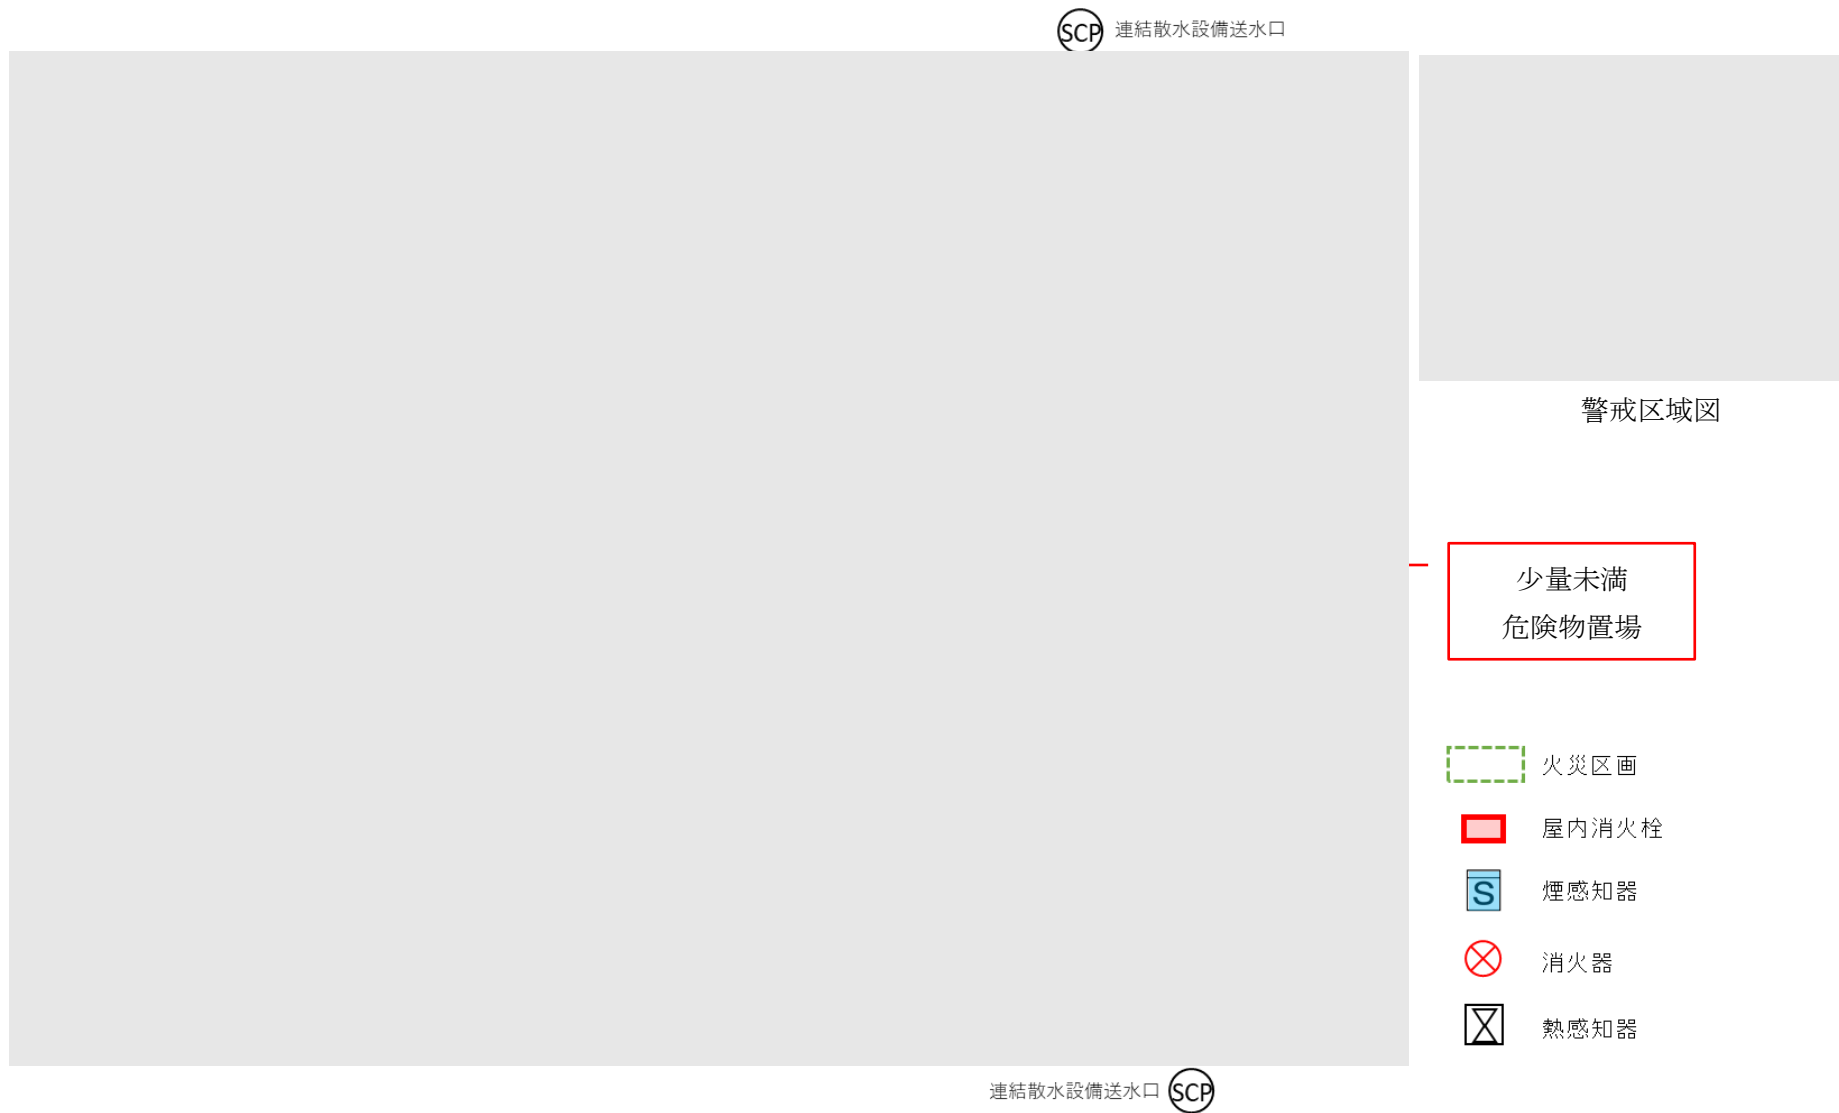 SCP 連結散水設備送水口
警戒区域図
少量未満
危険物置場
火災区画
屋内消火栓
S 煙感知器
消火器
熱感知器
連結散水設備送水口 SCP